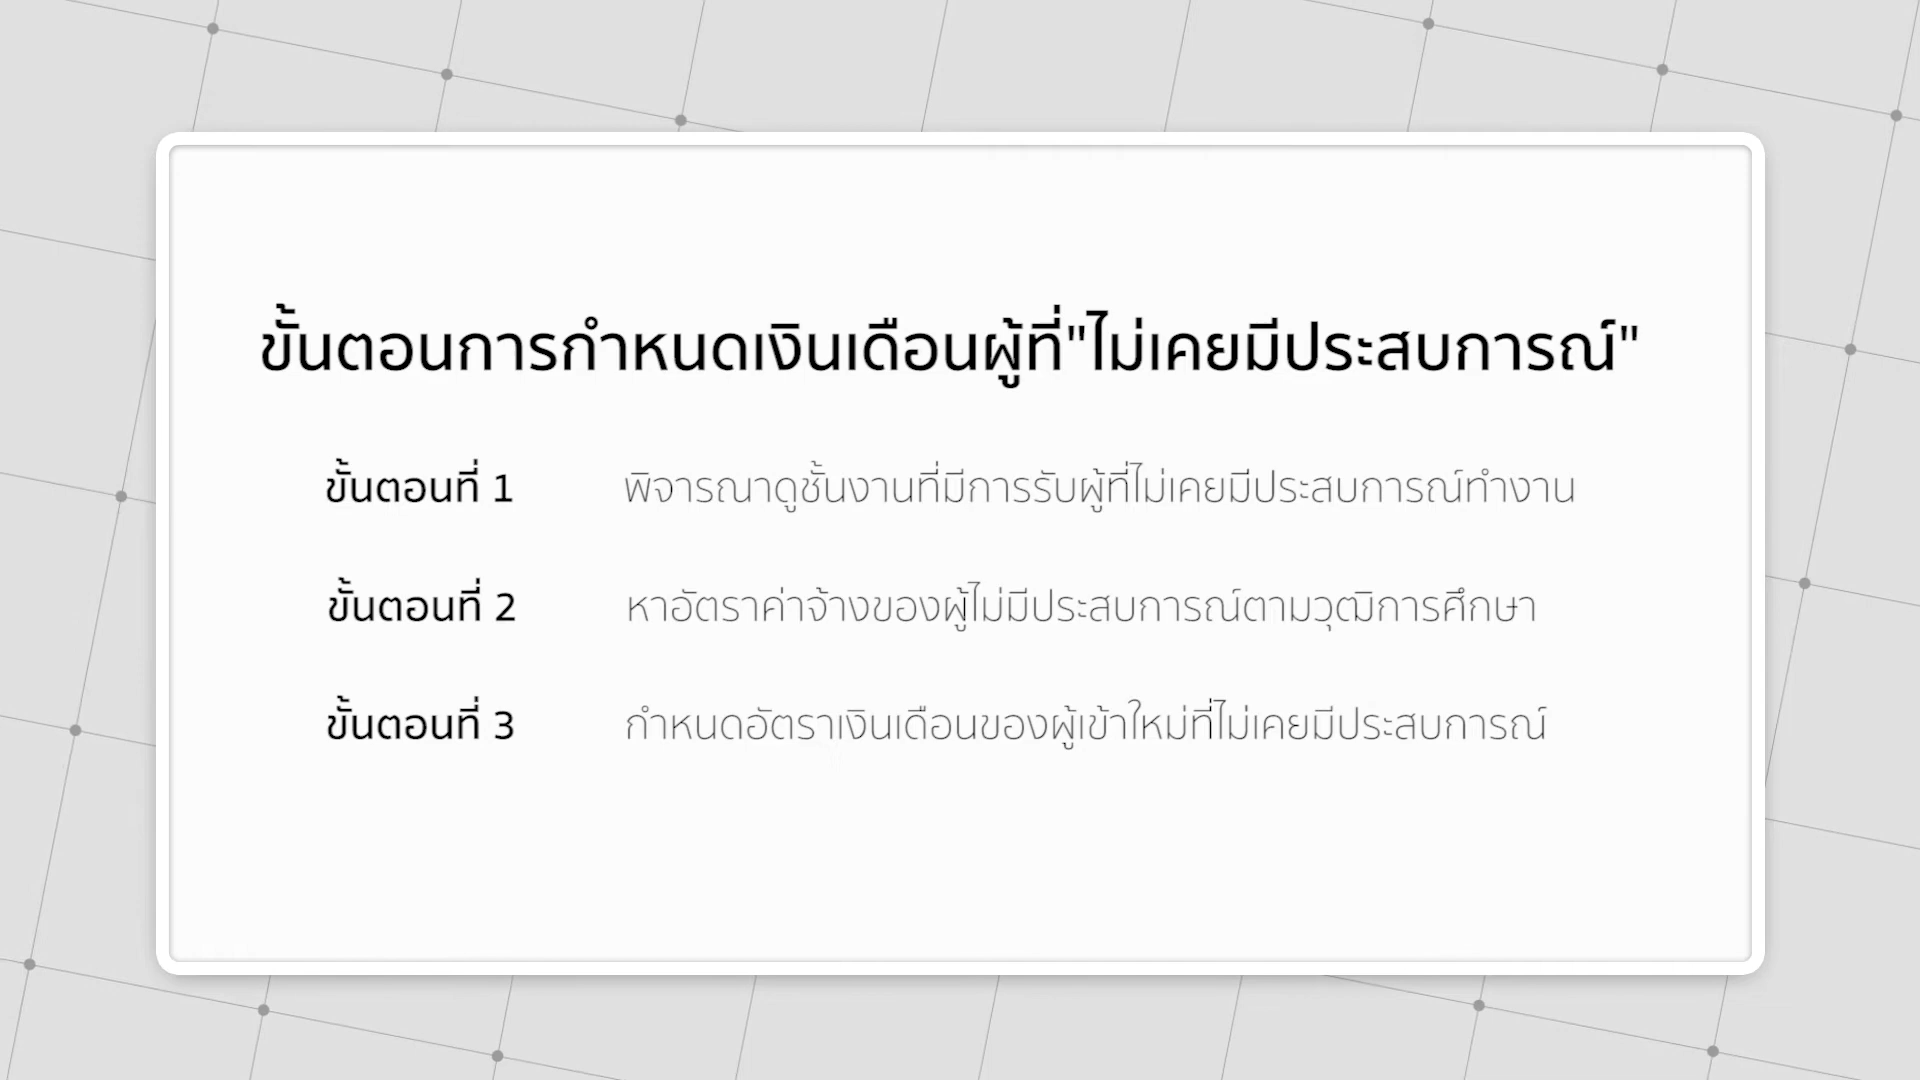 ขั้นตอนการกำหนดเงินเดือนผู้ที่"ไม่เคยมีประสบการณ์"
ขั้นตอนที่ 1 พิจารณาดูชั้นงานที่มีการรับผู้ที่ไม่เคยมีประสบการณ์ทำงาน
ขั้นตอนที่ 2 หาอัตราค่าจ้างของผู้ไม่มีประสบการณ์ตามวุฒิการศึกษา
ขั้นตอนที่ 3 กำหนดอัตราเงินเดือนของผู้เข้าใหม่ที่ไม่เคยมีประสบการณ์